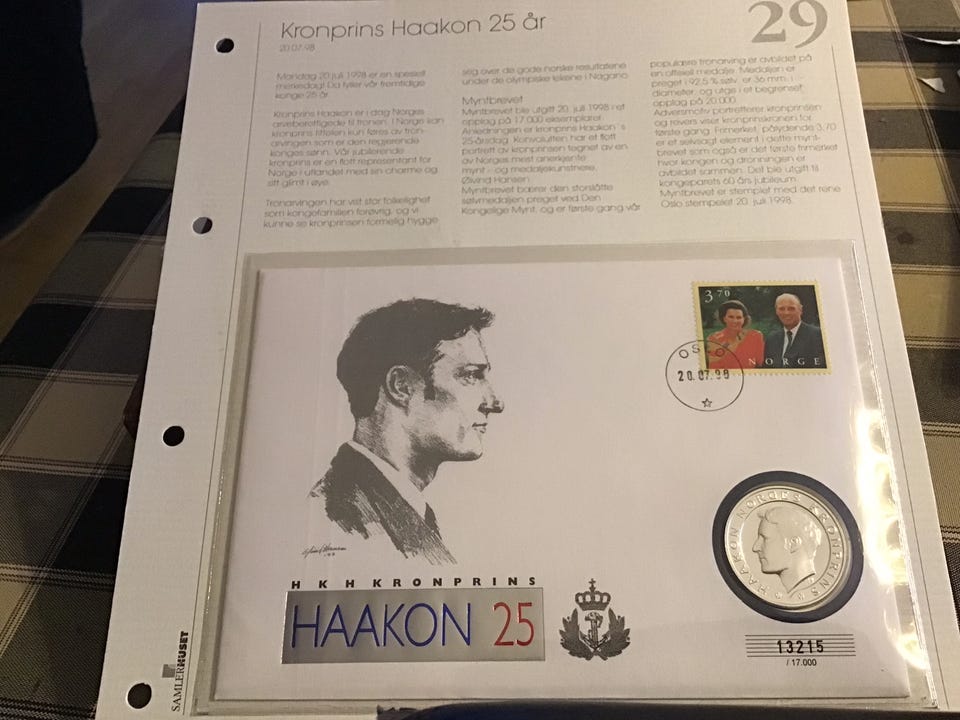 Kronprins Haakon 25 år
20.07.98
29
Mandag 20 juli 1998 er en spesiell
merkedag! Da fyller vår fremtidige
konge 25 år.
Kronprins Haakon er i dag Norges
arveberettigede til tronen. I Norge kan
kronprins tittelen kun føres av tron-
arvingen som er den regjerende
konges sønn. Vår jubilerende
kronprins er en flott representant for
Norge i utlandet med sin charme og
sitt glimt i øye.
Tronarvingen har vist stor folkelighet
som kongefamilien forøvrig, og vi
kunne se kronprinsen formelig hygge
seg over de gode norske resultatene
under de olympiske lekene i Nagano.
Myntbrevet
Myntbrevet ble utgitt 20. juli 1998 i et
opplag på 17.000 eksemplarer.
Anledningen er kronprins Haakon´s
25-årsdag. Konvolutten har et flott
portrett av kronprinsen tegnet av en
av Norges mest anerkjente
mynt - og medaljekunstnere,
Øivind Hansen.
Myntbrevet bærer den storslåtte
sølvmedaljen preget ved Den
Kongelige Mynt, og er første gang vår
populære tronarving er avbildet på
en offisiell medalje. Medaljen er
preget i 92,5 % sølv, er 36 mm. i
diameter, og utgis i et begrenset
opplag på 20.000.
Adversmotiv portretterer kronprinsen
og revers viser kronprinskronen for
første gang. Frimerket, pålydende 3,70
er et selvsagt element i dette mynt-
brevet som også er det første frimerket
hvor kongen og dronningen er
avbildet sammen. Det ble utgitt til
kongeparets 60 års jubileum.
Myntbrevet er stemplet med det rene
Oslo stempelet 20. juli 1998.
3 70
NORGE
OSLO
20.07.98
HAAKON NORGES KRONPRINS
HKH KRONPRINS
HAAKON 25
13215
/ 17.000
SAMLERHUSET